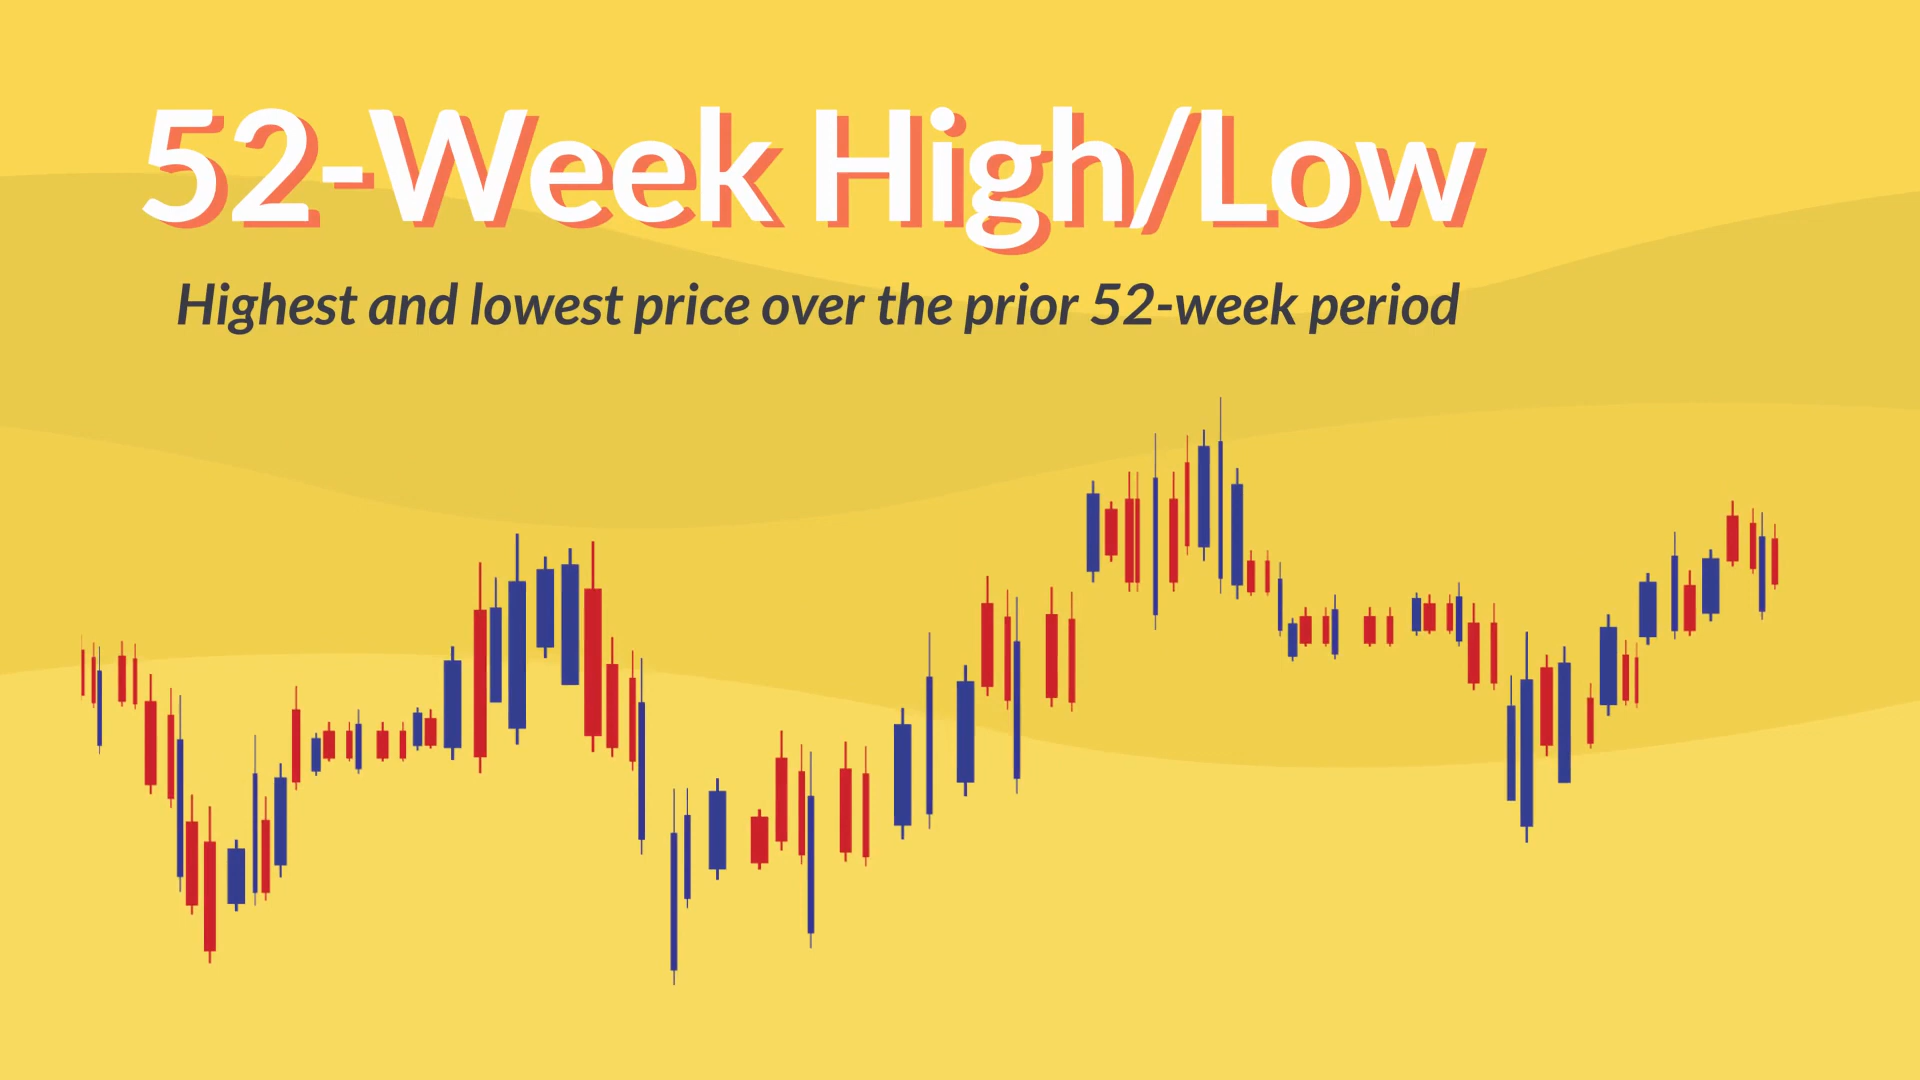 52-Week High/Low
Highest and lowest price over the prior 52-week period